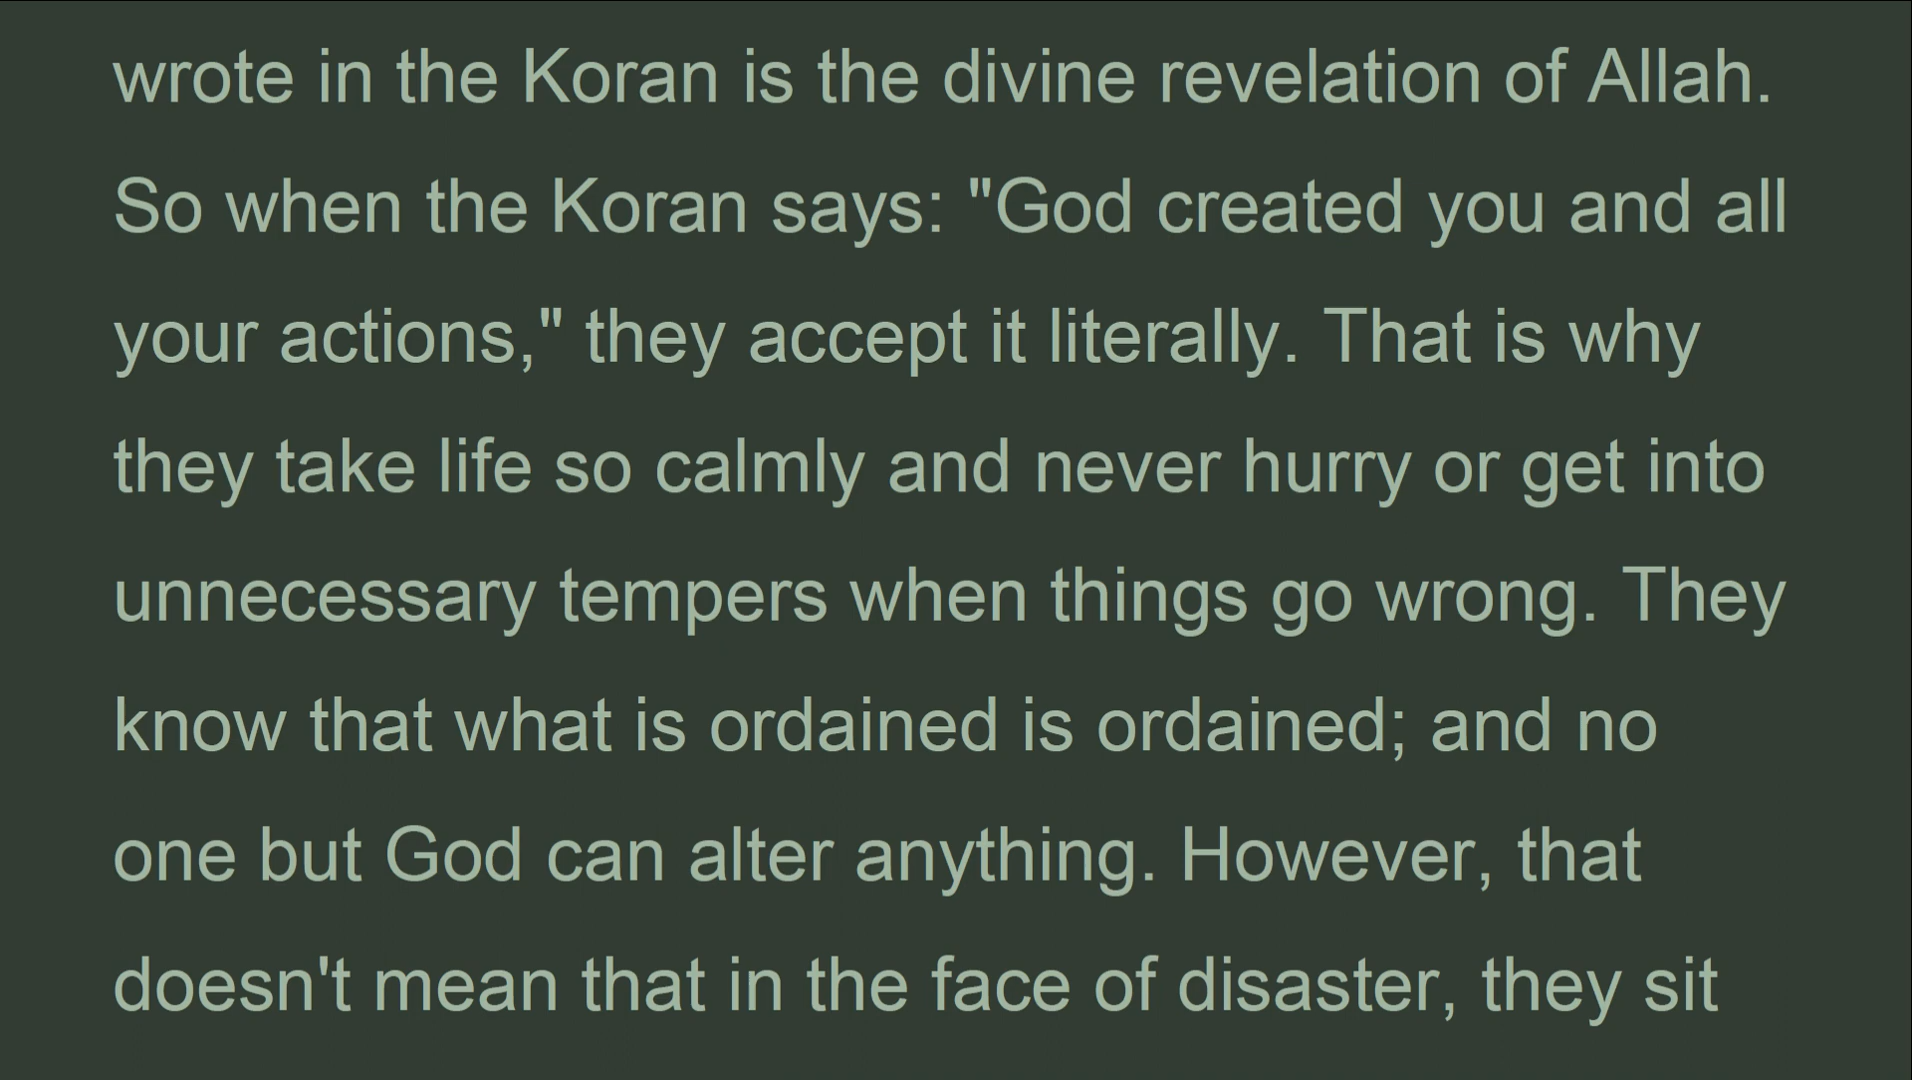 wrote in the Koran is the divine revelation of Allah.
So when the Koran says: "God created you and all
your actions," they accept it literally. That is why
they take life so calmly and never hurry or get into
unnecessary tempers when things go wrong. They
know that what is ordained is ordained; and no
one but God can alter anything. However, that
doesn't mean that in the face of disaster, they sit